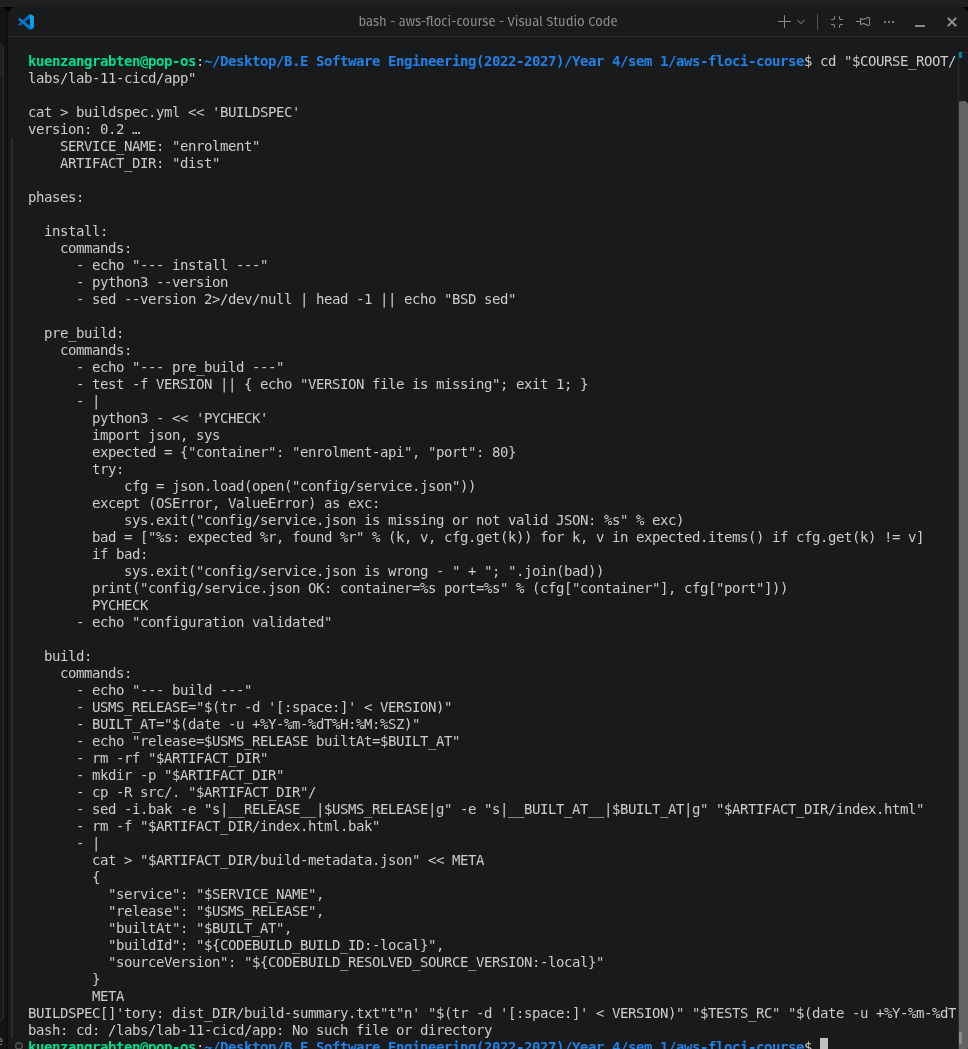 bash - aws-floci-course - Visual Studio Code
kuenzangrabten@pop-os:~/Desktop/B.E Software Engineering(2022-2027)/Year 4/sem 1/aws-floci-course$ cd "$COURSE_ROOT/
labs/lab-11-cicd/app"
cat > buildspec.yml << 'BUILDSPEC'
version: 0.2 …
    SERVICE_NAME: "enrolment"
    ARTIFACT_DIR: "dist"
phases:
  install:
    commands:
      - echo "--- install ---"
      - python3 --version
      - sed --version 2>/dev/null | head -1 || echo "BSD sed"
  pre_build:
    commands:
      - echo "--- pre_build ---"
      - test -f VERSION || { echo "VERSION file is missing"; exit 1; }
      - |
        python3 - << 'PYCHECK'
        import json, sys
        expected = {"container": "enrolment-api", "port": 80}
        try:
            cfg = json.load(open("config/service.json"))
        except (OSError, ValueError) as exc:
            sys.exit("config/service.json is missing or not valid JSON: %s" % exc)
        bad = ["%s: expected %r, found %r" % (k, v, cfg.get(k)) for k, v in expected.items() if cfg.get(k) != v]
        if bad:
            sys.exit("config/service.json is wrong - " + "; ".join(bad))
        print("config/service.json OK: container=%s port=%s" % (cfg["container"], cfg["port"]))
        PYCHECK
      - echo "configuration validated"
  build:
    commands:
      - echo "--- build ---"
      - USMS_RELEASE="$(tr -d '[:space:]' < VERSION)"
      - BUILT_AT="$(date -u +%Y-%m-%dT%H:%M:%SZ)"
      - echo "release=$USMS_RELEASE builtAt=$BUILT_AT"
      - rm -rf "$ARTIFACT_DIR"
      - mkdir -p "$ARTIFACT_DIR"
      - cp -R src/. "$ARTIFACT_DIR"/
      - sed -i.bak -e "s|__RELEASE__|$USMS_RELEASE|g" -e "s|__BUILT_AT__|$BUILT_AT|g" "$ARTIFACT_DIR/index.html"
      - rm -f "$ARTIFACT_DIR/index.html.bak"
      - |
        cat > "$ARTIFACT_DIR/build-metadata.json" << META
        {
          "service": "$SERVICE_NAME",
          "release": "$USMS_RELEASE",
          "builtAt": "$BUILT_AT",
          "buildId": "${CODEBUILD_BUILD_ID:-local}",
          "sourceVersion": "${CODEBUILD_RESOLVED_SOURCE_VERSION:-local}"
        }
        META
BUILDSPEC[]'tory: dist_DIR/build-summary.txt"t"n' "$(tr -d '[:space:]' < VERSION)" "$TESTS_RC" "$(date -u +%Y-%m-%dT
bash: cd: /labs/lab-11-cicd/app: No such file or directory
kuenzangrabten@pop-os:~/Desktop/B.E Software Engineering(2022-2027)/Year 4/sem 1/aws-floci-course$